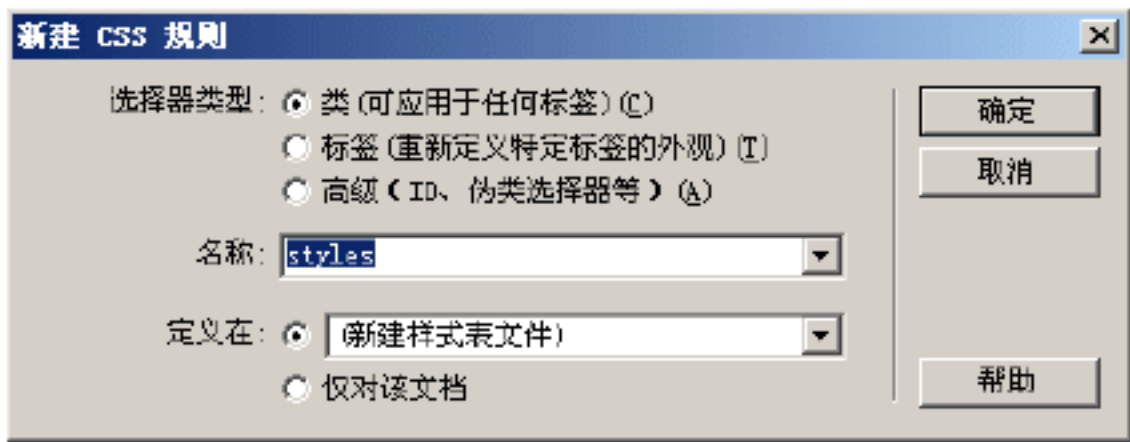 新建 CSS 规则
选择器类型: 类(可应用于任何标签)(C)
标签(重新定义特定标签的外观)(T)
高级(ID、伪类选择器等)(A)
名称: styles
定义在: (新建样式表文件)
仅对该文档
确定
取消
帮助